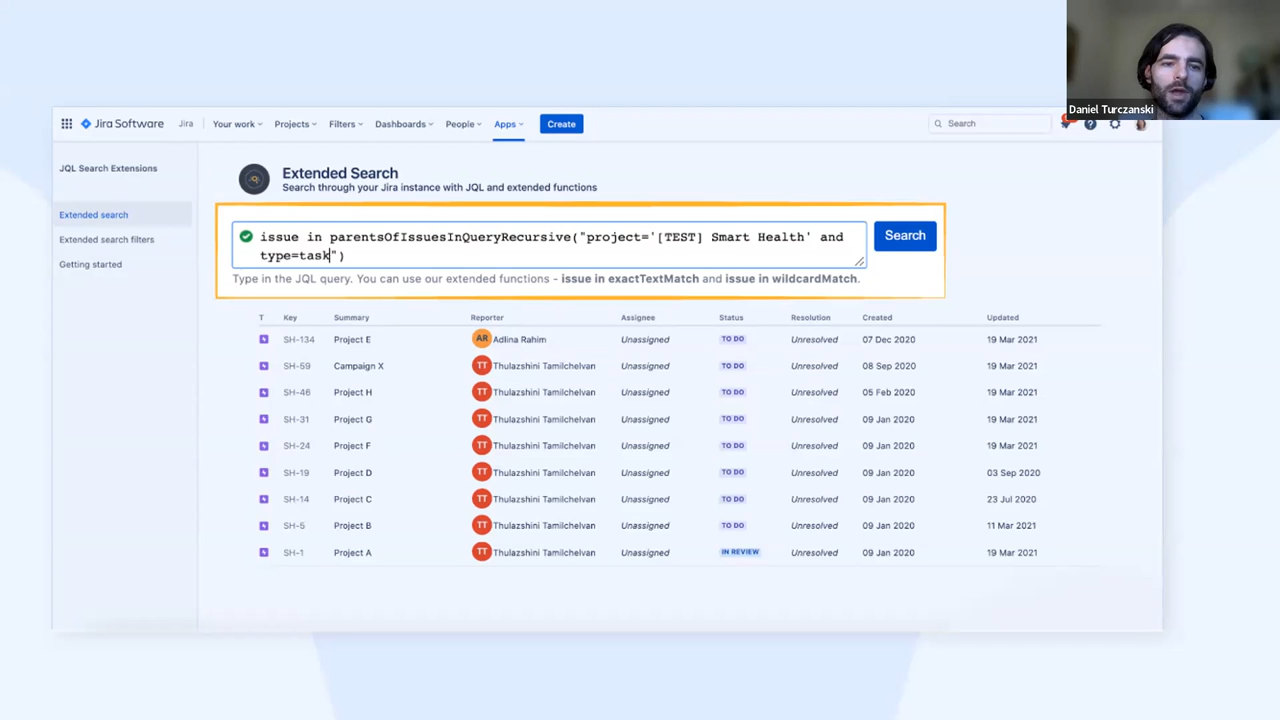 Daniel Turczanski
Jira Software
Jira
Your work
Projects
Filters
Dashboards
People
Apps
Create
Search
JQL Search Extensions
Extended search
Extended search filters
Getting started
Extended Search
Search through your Jira instance with JQL and extended functions
issue in parentsOfIssuesInQueryRecursive("project='[TEST] Smart Health' and
type=task")
Search
Type in the JQL query. You can use our extended functions - issue in exactTextMatch and issue in wildcardMatch.
T Key Summary Reporter Assignee Status Resolution Created Updated
SH-134 Project E AR Adlina Rahim Unassigned TO DO Unresolved 07 Dec 2020 19 Mar 2021
SH-59 Campaign X TT Thulazshini Tamilchelvan Unassigned TO DO Unresolved 08 Sep 2020 19 Mar 2021
SH-46 Project H TT Thulazshini Tamilchelvan Unassigned TO DO Unresolved 05 Feb 2020 19 Mar 2021
SH-31 Project G TT Thulazshini Tamilchelvan Unassigned TO DO Unresolved 09 Jan 2020 19 Mar 2021
SH-24 Project F TT Thulazshini Tamilchelvan Unassigned TO DO Unresolved 09 Jan 2020 19 Mar 2021
SH-19 Project D TT Thulazshini Tamilchelvan Unassigned TO DO Unresolved 09 Jan 2020 03 Sep 2020
SH-14 Project C TT Thulazshini Tamilchelvan Unassigned TO DO Unresolved 09 Jan 2020 23 Jul 2020
SH-5 Project B TT Thulazshini Tamilchelvan Unassigned TO DO Unresolved 09 Jan 2020 11 Mar 2021
SH-1 Project A TT Thulazshini Tamilchelvan Unassigned IN REVIEW Unresolved 09 Jan 2020 19 Mar 2021